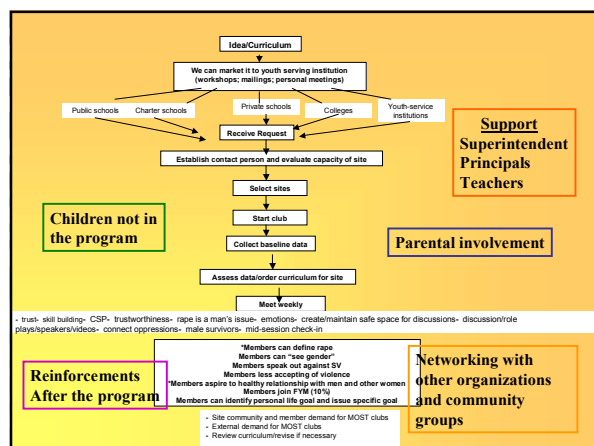 Idea/Curriculum
We can market it to youth serving institution
(workshops; mailings; personal meetings)
Public schools
Charter schools
Private schools
Colleges
Youth-service
institutions
Receive Request
Support
Superintendent
Principals
Teachers
Establish contact person and evaluate capacity of site
Select sites
Start club
Children not in
the program
Collect baseline data
Parental involvement
Assess data/order curriculum for site
Meet weekly
- trust- skill building- CSP- trustworthiness- rape is a man's issue- emotions- create/maintain safe space for discussions- discussion/role
plays/speakers/videos- connect oppressions- male survivors- mid-session check-in
*Members can define rape
Members can "see gender"
Members speak out against SV
Members less accepting of violence
*Members aspire to healthy relationship with men and other women
Members join FYM (10%)
Members can identify personal life goal and issue specific goal
Reinforcements
After the program
Networking with
other organizations
and community
groups
- Site community and member demand for MOST clubs
- External demand for MOST clubs
- Review curriculum/revise if necessary